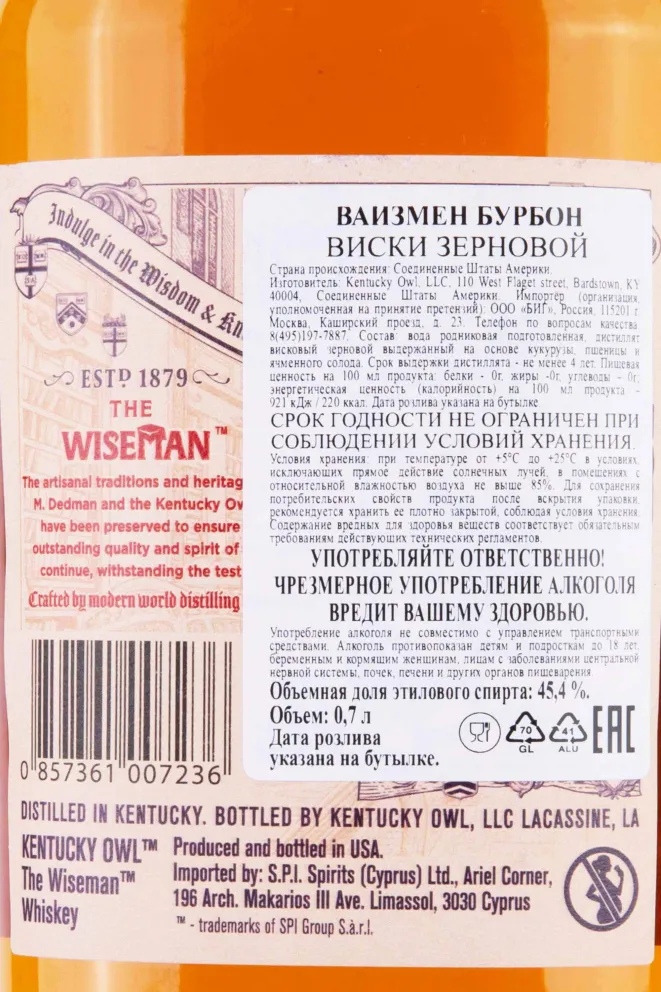 Indulge in the Wisdom & Kn
ESTD 1879
THE
WISEMAN™
The artisanal traditions and heritag
M. Dedman and the Kentucky Ow
have been preserved to ensure
outstanding quality and spirit of
continue, withstanding the test
Crafted by modern world distilling
0 857361 007236
ВАИЗМЕН БУРБОН
ВИСКИ ЗЕРНОВОЙ
Страна происхождения: Соединенные Штаты Америки.
Изготовитель: Kentucky Owl, LLC, 110 West Flaget street, Bardstown, KY
40004, Соединенные Штаты Америки. Импортёр (организация,
уполномоченная на принятие претензий): ООО «БИГ», Россия, 115201 г.
Москва, Каширский проезд, д. 23. Телефон по вопросам качества
8(495)197-7887. Состав: вода родниковая подготовленная, дистиллят
висковый зерновой выдержанный на основе кукурузы, пшеницы и
ячменного солода. Срок выдержки дистиллята - не менее 4 лет. Пищевая
ценность на 100 мл продукта: белки - 0г, жиры -0г, углеводы - 0г;
энергетическая ценность (калорийность) на 100 мл продукта -
921 кДж / 220 ккал. Дата розлива указана на бутылке.
СРОК ГОДНОСТИ НЕ ОГРАНИЧЕН ПРИ
СОБЛЮДЕНИИ УСЛОВИЙ ХРАНЕНИЯ.
Условия хранения: при температуре от +5°C до +25°C в условиях,
исключающих прямое действие солнечных лучей, в помещениях с
относительной влажностью воздуха не выше 85%. Для сохранения
потребительских свойств продукта после вскрытия упаковки,
рекомендуется хранить ее плотно закрытой, соблюдая условия хранения.
Содержание вредных для здоровья веществ соответствует обязательным
требованиям действующих технических регламентов.
УПОТРЕБЛЯЙТЕ ОТВЕТСТВЕННО!
ЧРЕЗМЕРНОЕ УПОТРЕБЛЕНИЕ АЛКОГОЛЯ
ВРЕДИТ ВАШЕМУ ЗДОРОВЬЮ.
Употребление алкоголя не совместимо с управлением транспортными
средствами. Алкоголь противопоказан детям и подросткам до 18 лет,
беременным и кормящим женщинам, лицам с заболеваниями центральной
нервной системы, почек, печени и других органов пищеварения.
Объемная доля этилового спирта: 45,4 %.
Объем: 0,7 л
Дата розлива
указана на бутылке.
70
GL
41
ALU
EAC
DISTILLED IN KENTUCKY. BOTTLED BY KENTUCKY OWL, LLC LACASSINE, LA
KENTUCKY OWL™
The Wiseman™
Whiskey
Produced and bottled in USA.
Imported by: S.P.I. Spirits (Cyprus) Ltd., Ariel Corner,
196 Arch. Makarios III Ave. Limassol, 3030 Cyprus
™ - trademarks of SPI Group S.à.r.l.